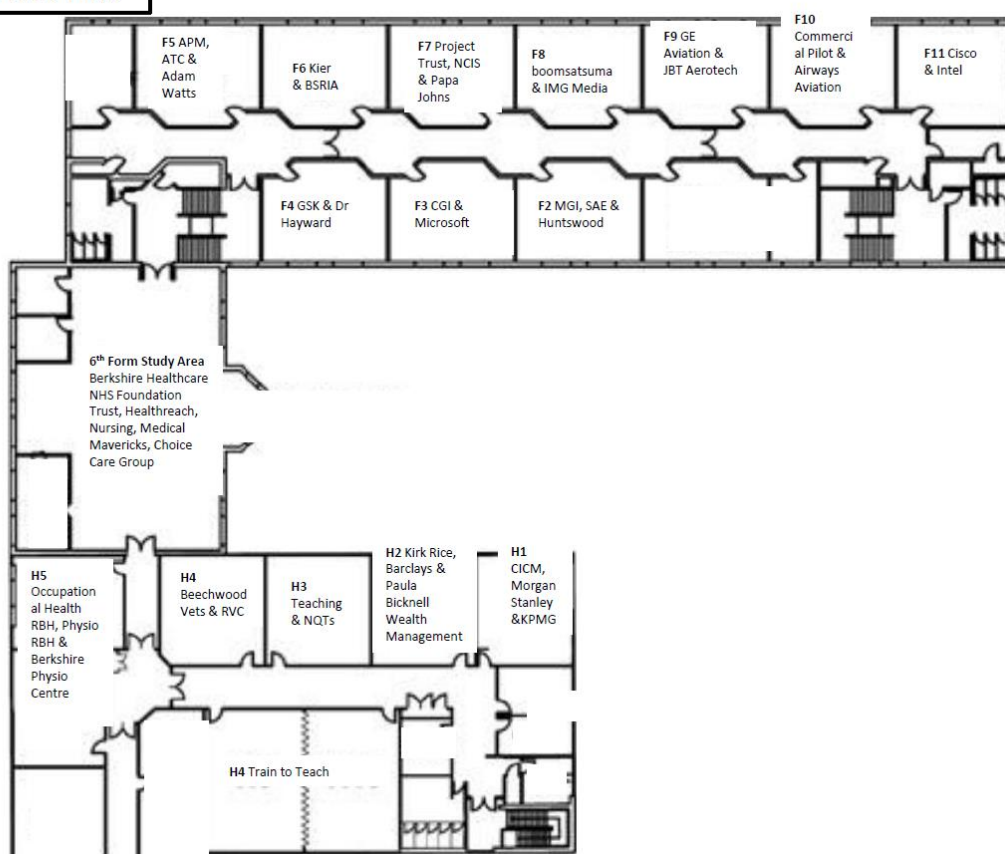 F5 APM,
ATC &
Adam
Watts
F6 Kier
& BSRIA
F7 Project
Trust, NCIS
& Papa
Johns
F8
boomsatsuma
& IMG Media
F9 GE
Aviation &
JBT Aerotech
F10
Commerci
al Pilot &
Airways
Aviation
F11 Cisco
& Intel
F4 GSK & Dr
Hayward
F3 CGI &
Microsoft
F2 MGI, SAE &
Huntswood
6th Form Study Area
Berkshire Healthcare
NHS Foundation
Trust, Healthreach,
Nursing, Medical
Mavericks, Choice
Care Group
H5
Occupation
al Health
RBH, Physio
RBH &
Berkshire
Physio
Centre
H4
Beechwood
Vets & RVC
H3
Teaching
& NQTs
H2 Kirk Rice,
Barclays &
Paula
Bicknell
Wealth
Management
H1
CICM,
Morgan
Stanley
&KPMG
H4 Train to Teach